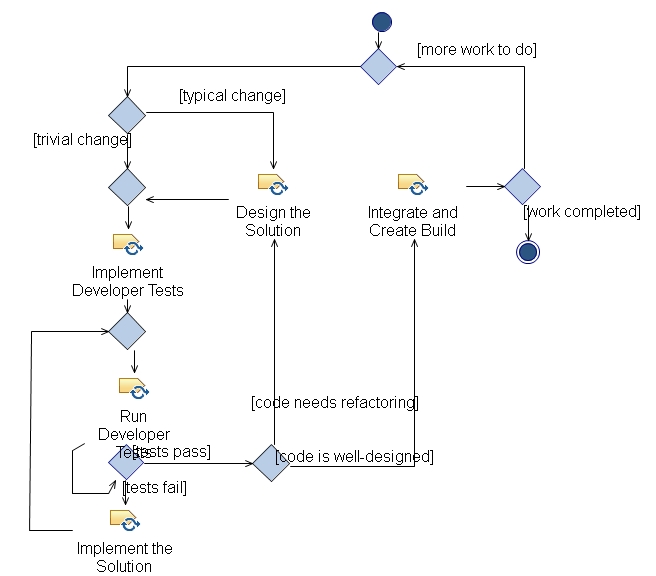 [more work to do]
[typical change]
[trivial change]
Design the
Solution
Integrate and
Create Build
[work completed]
Implement
Developer Tests
Run
Developer
Tests
[code needs refactoring]
[tests pass]
[code is well-designed]
[tests fail]
Implement the
Solution